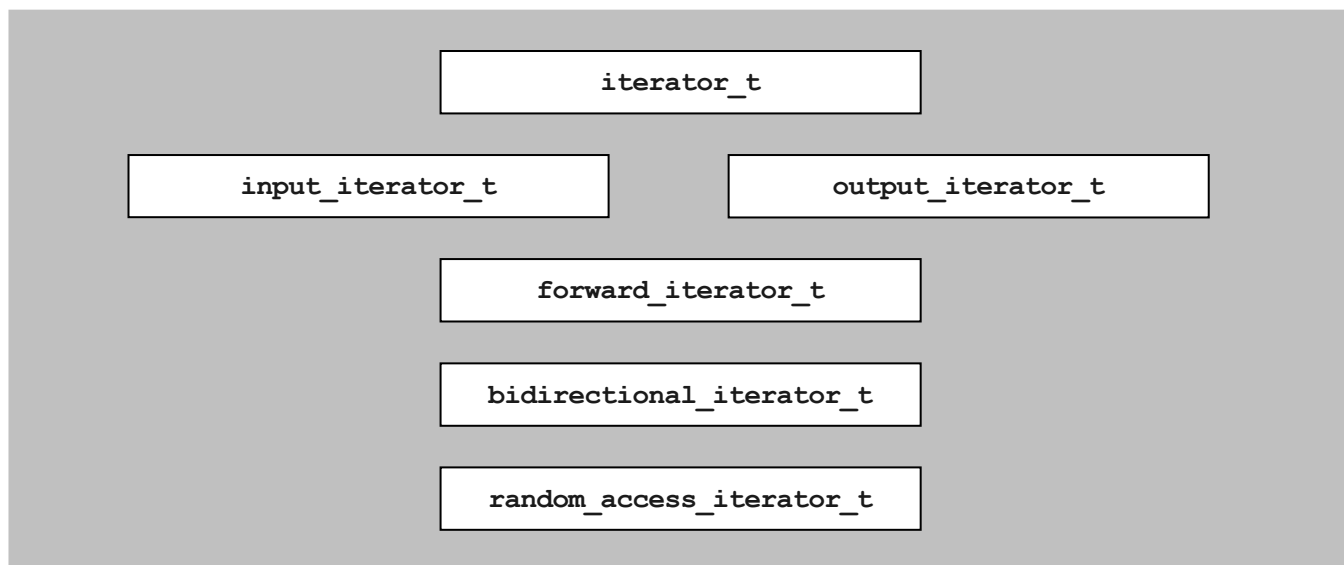 iterator_t
input_iterator_t
output_iterator_t
forward_iterator_t
bidirectional_iterator_t
random_access_iterator_t